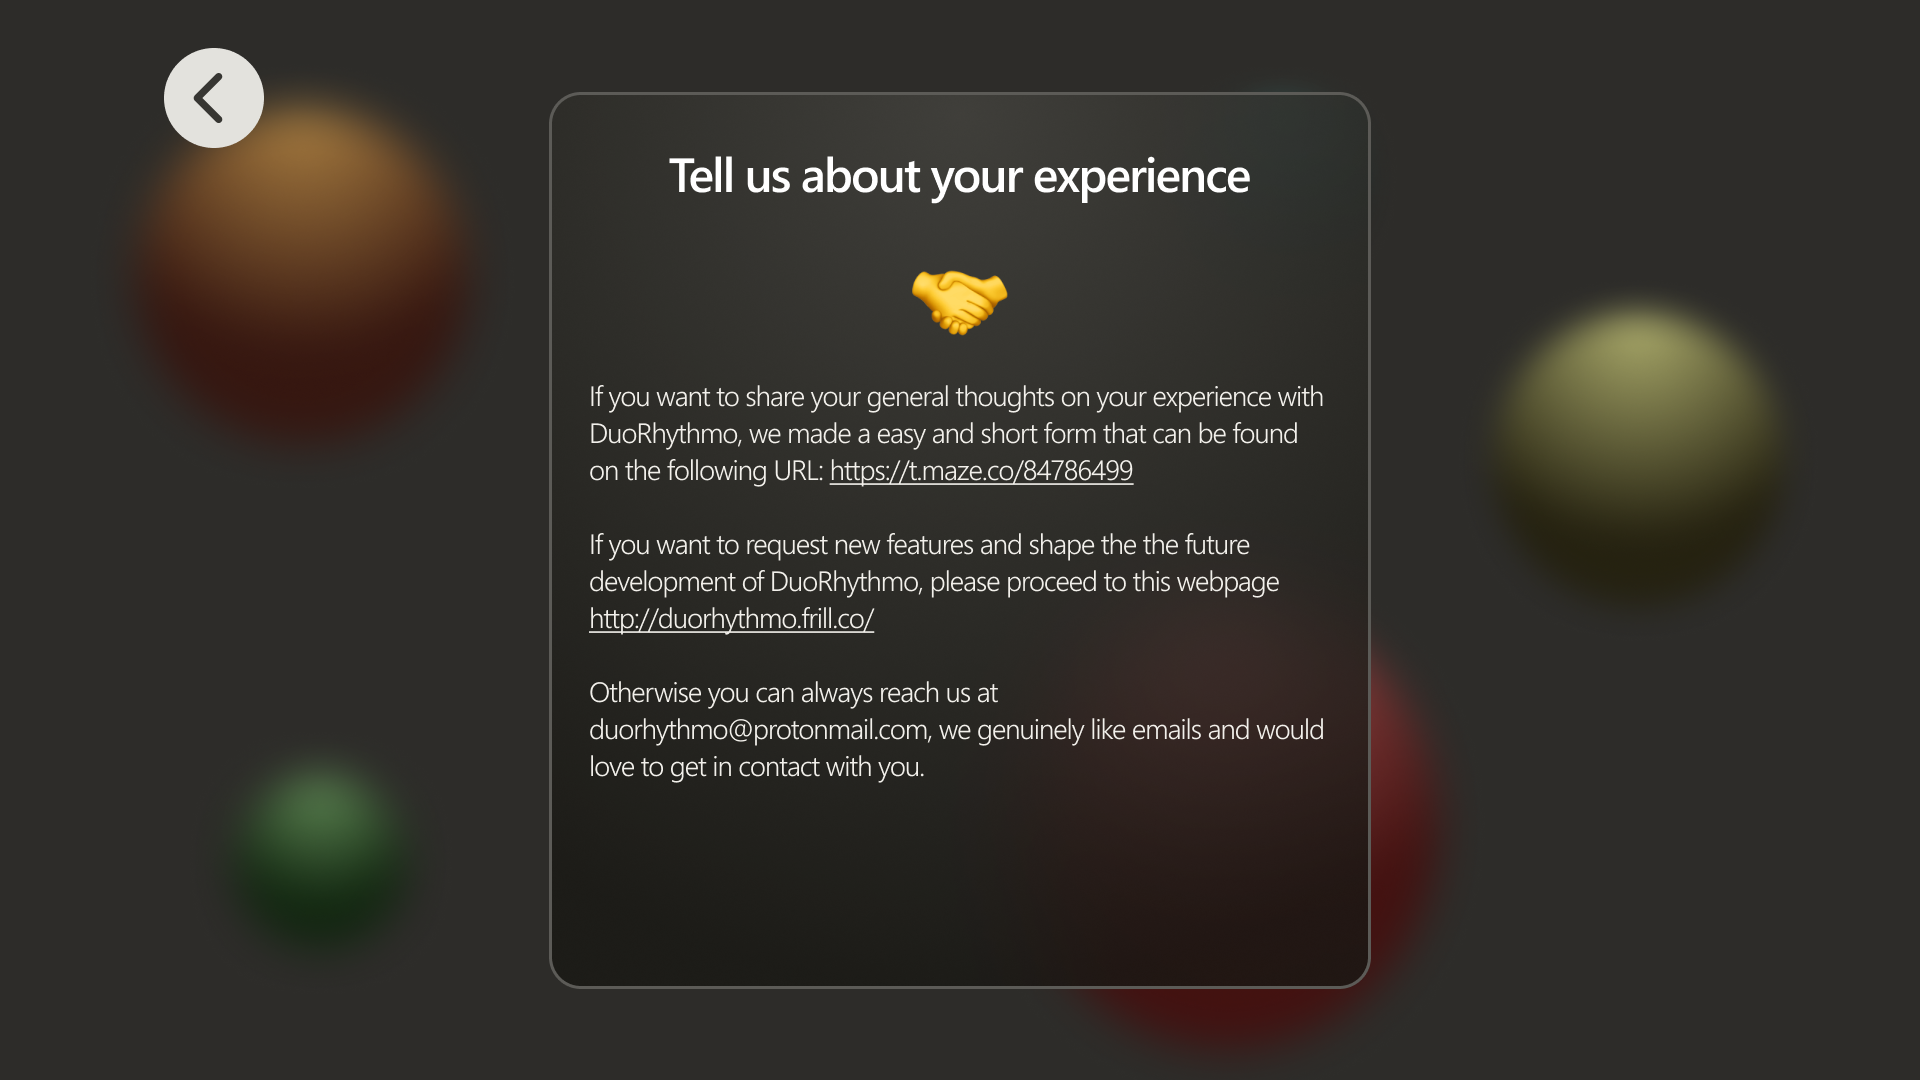 Tell us about your experience
If you want to share your general thoughts on your experience with
DuoRhythmo, we made a easy and short form that can be found
on the following URL: https://t.maze.co/84786499
If you want to request new features and shape the the future
development of DuoRhythmo, please proceed to this webpage
http://duorhythmo.frill.co/
Otherwise you can always reach us at
duorhythmo@protonmail.com, we genuinely like emails and would
love to get in contact with you.